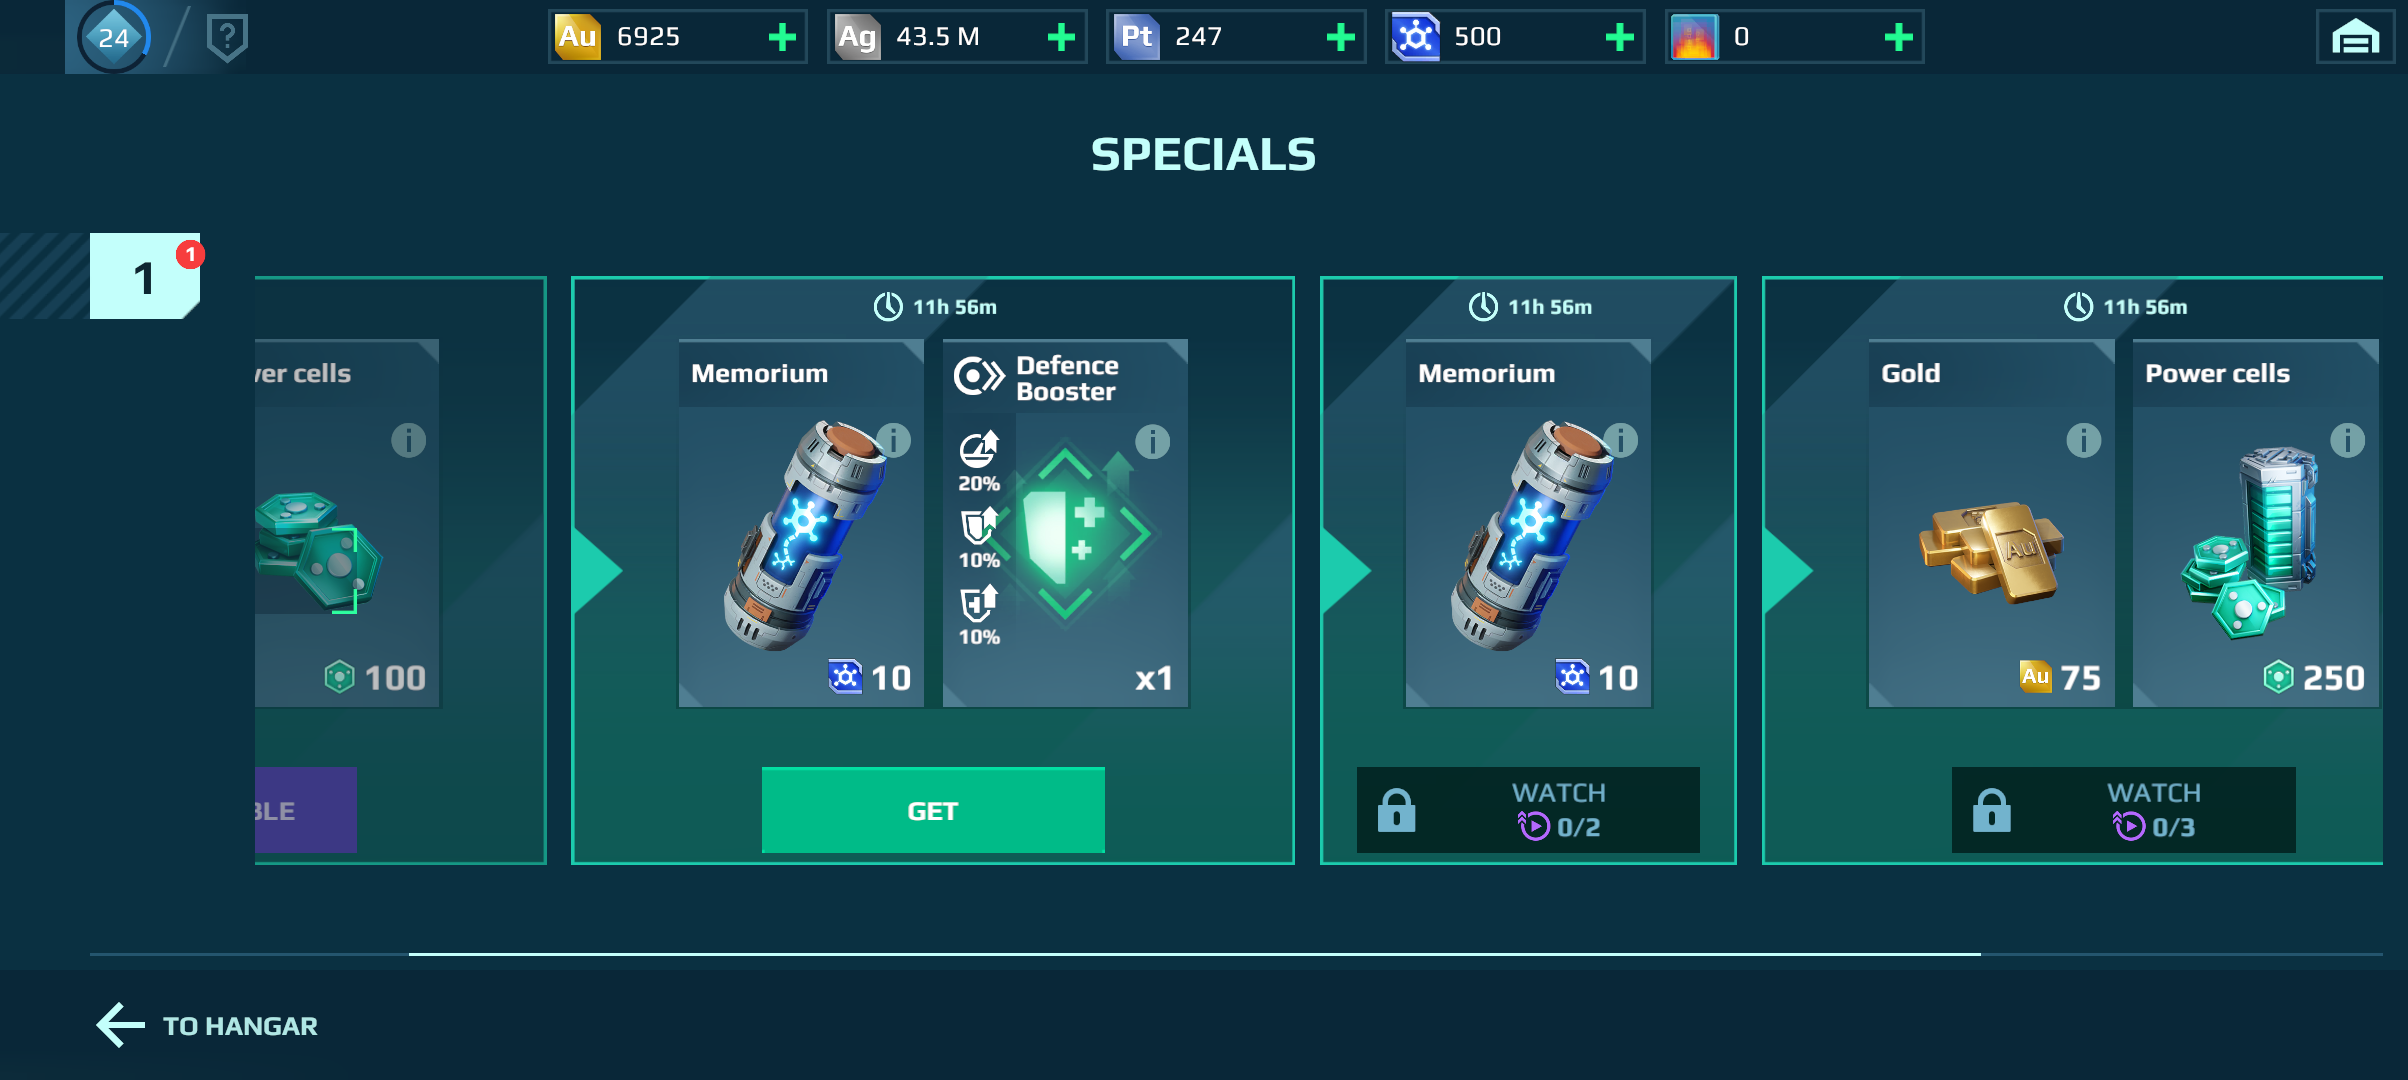 24
?
Au 6925
Ag 43.5 M
Pt 247
500
0
SPECIALS
1
1
11h 56m
11h 56m
11h 56m
ver cells
100
BLE
Memorium
10
Defence
Booster
20%
10%
10%
x1
GET
Memorium
10
WATCH
0/2
Gold
Au
Au 75
Power cells
250
WATCH
0/3
TO HANGAR